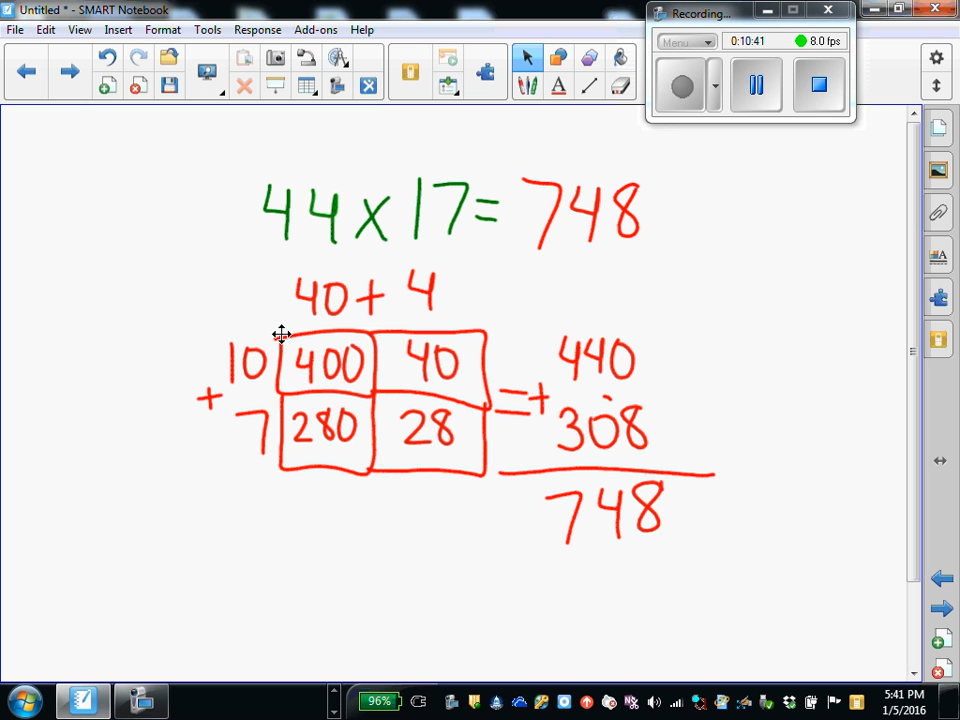 Untitled * - SMART Notebook
File Edit View Insert Format Tools Response Add-ons Help
Recording...
Menu 0:10:41 8.0 fps
44 x 17 = 748
40 + 4
10 400 40 440
+ 7 280 28 = + 308
748
96%
5:41 PM
1/5/2016